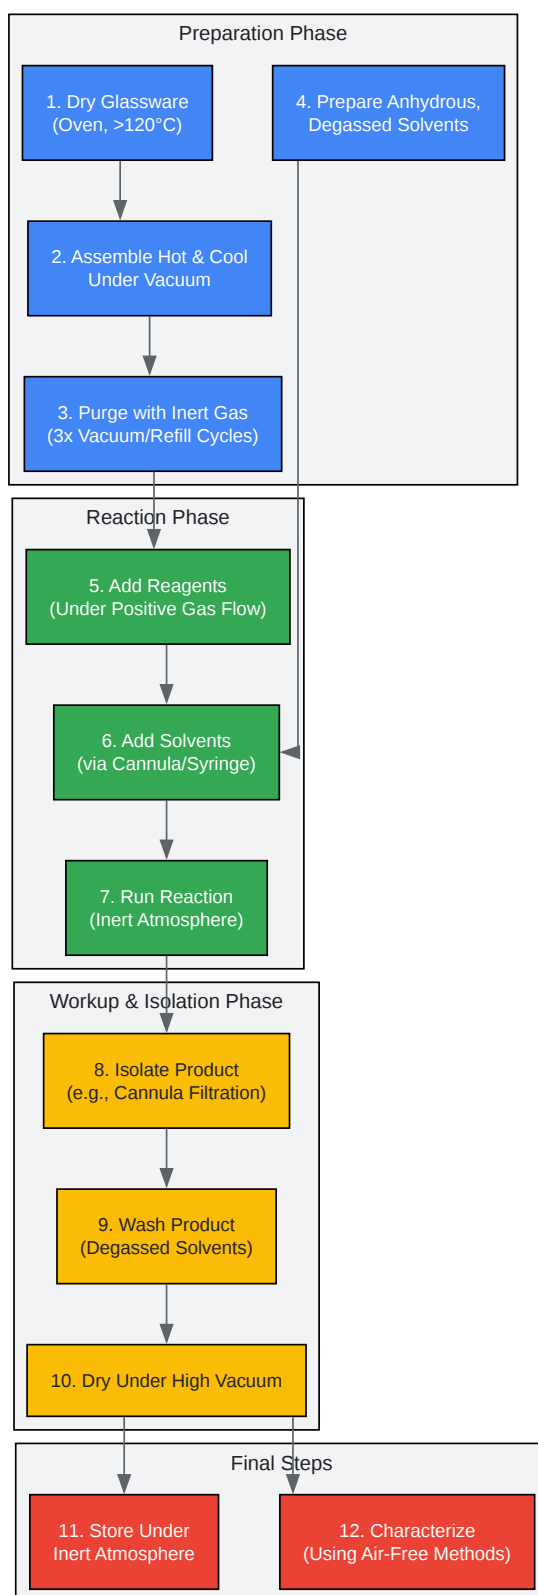 Preparation Phase
1. Dry Glassware
(Oven, >120°C)
4. Prepare Anhydrous,
Degassed Solvents
2. Assemble Hot & Cool
Under Vacuum
3. Purge with Inert Gas
(3x Vacuum/Refill Cycles)
Reaction Phase
5. Add Reagents
(Under Positive Gas Flow)
6. Add Solvents
(via Cannula/Syringe)
7. Run Reaction
(Inert Atmosphere)
Workup & Isolation Phase
8. Isolate Product
(e.g., Cannula Filtration)
9. Wash Product
(Degassed Solvents)
10. Dry Under High Vacuum
Final Steps
11. Store Under
Inert Atmosphere
12. Characterize
(Using Air-Free Methods)